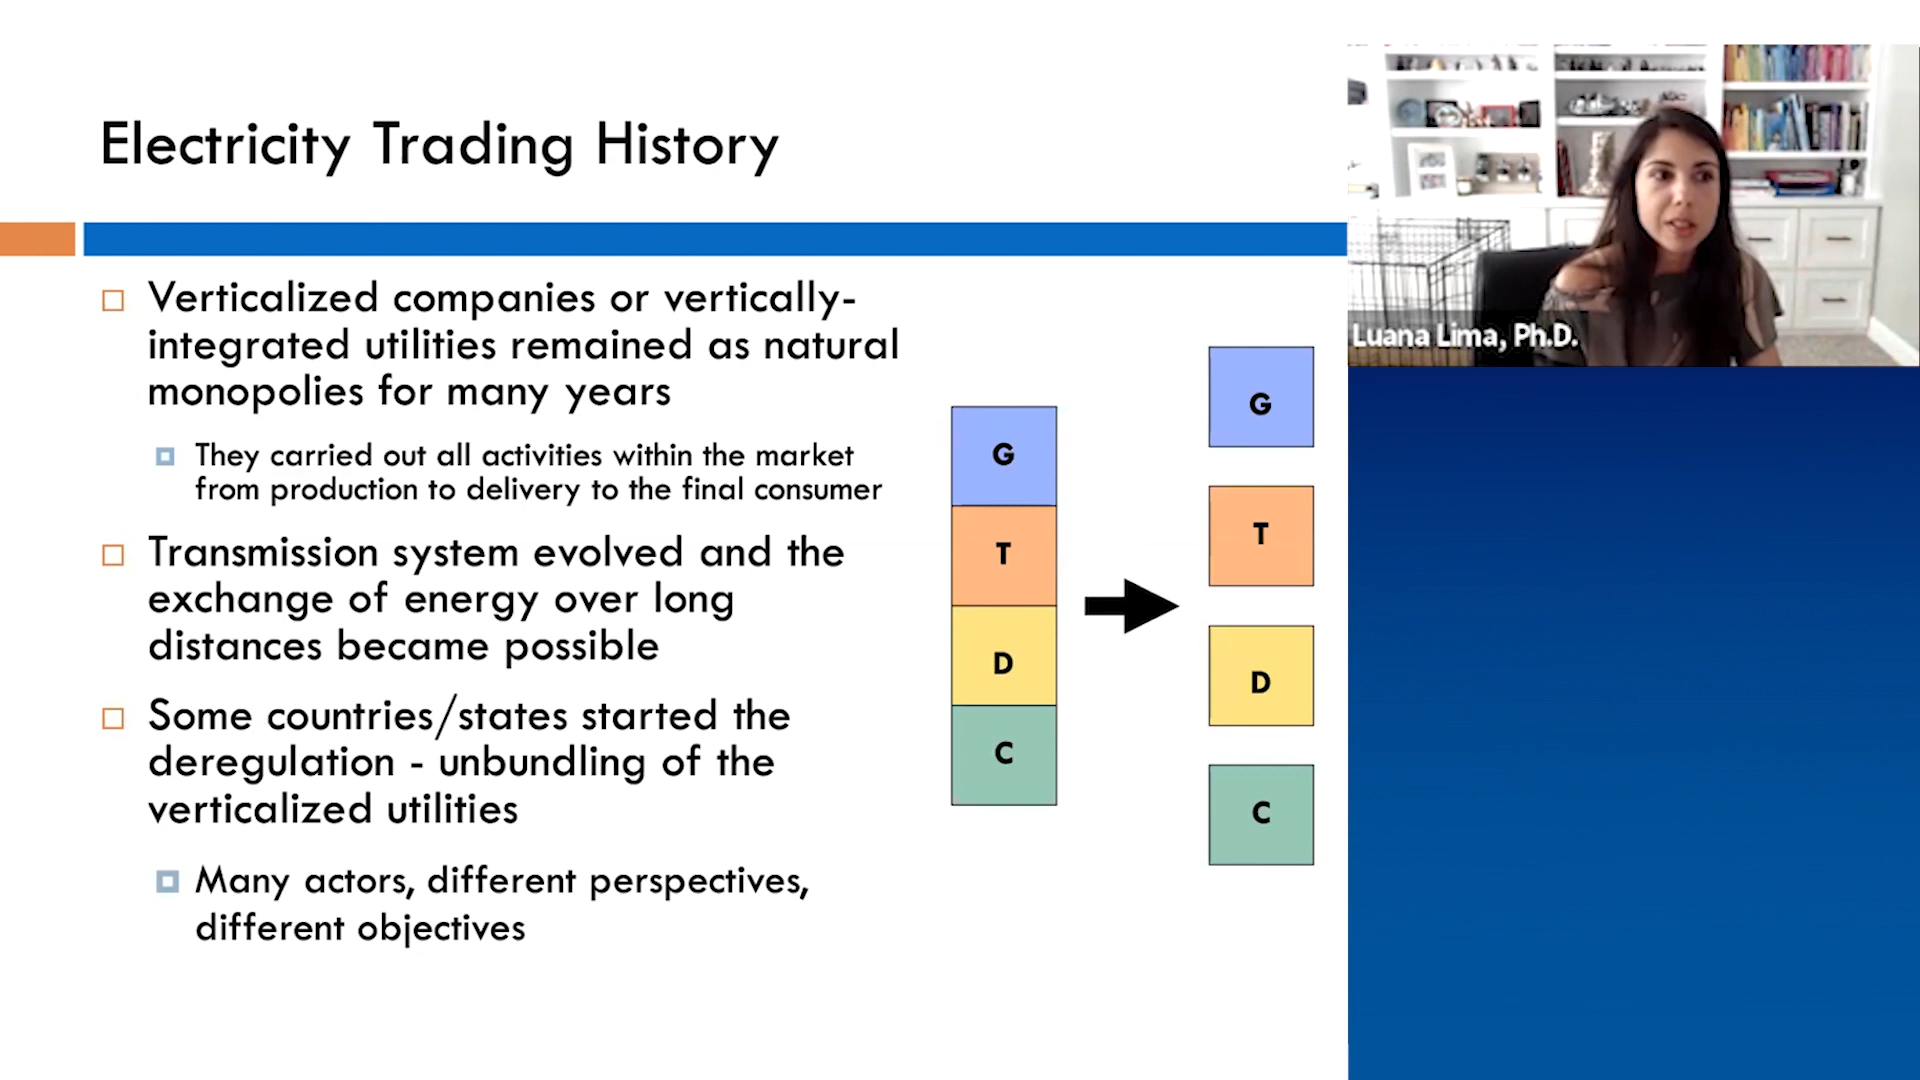 Electricity Trading History
Verticalized companies or vertically-
integrated utilities remained as natural
monopolies for many years
They carried out all activities within the market
from production to delivery to the final consumer
Transmission system evolved and the
exchange of energy over long
distances became possible
Some countries/states started the
deregulation - unbundling of the
verticalized utilities
Many actors, different perspectives,
different objectives
G
T
D
C
G
T
D
C
Luana Lima, Ph.D.